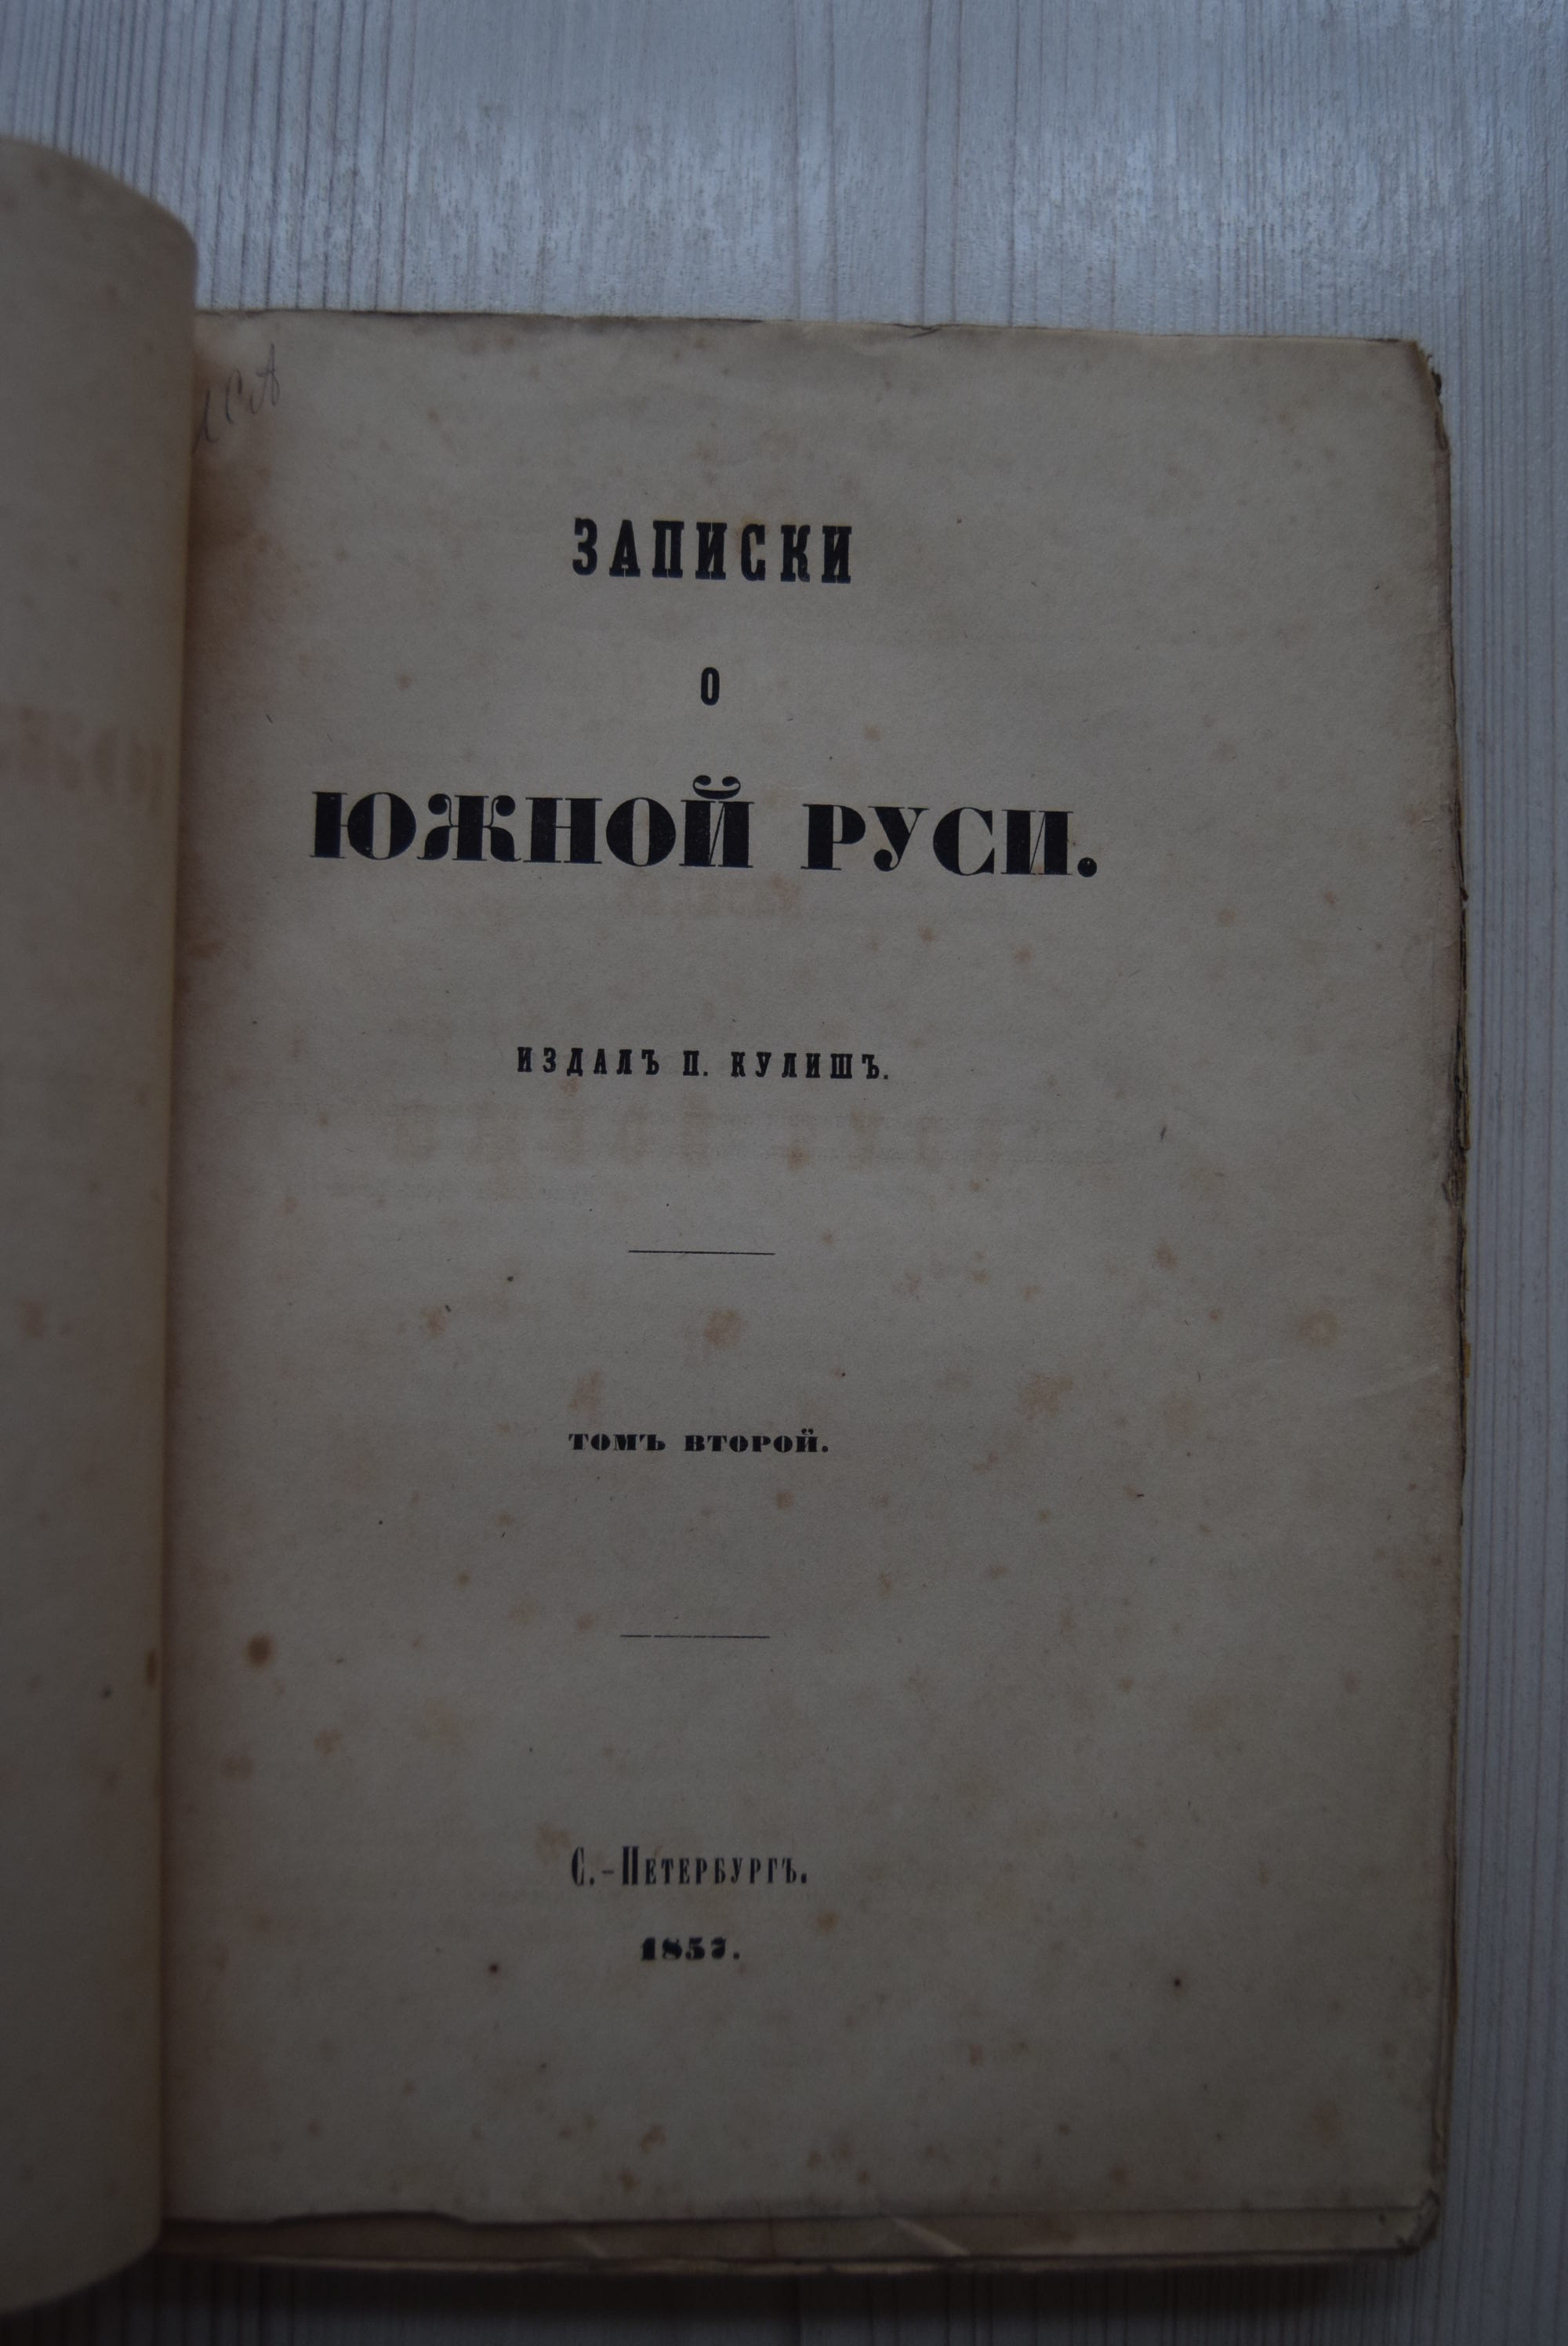 ЗАПИСКИ
О
ЮЖНОЙ РУСИ.
ИЗДАЛЪ П. КУЛИШЪ.
ТОМЪ ВТОРОЙ.
С.-ПЕТЕРБУРГЪ.
1857.